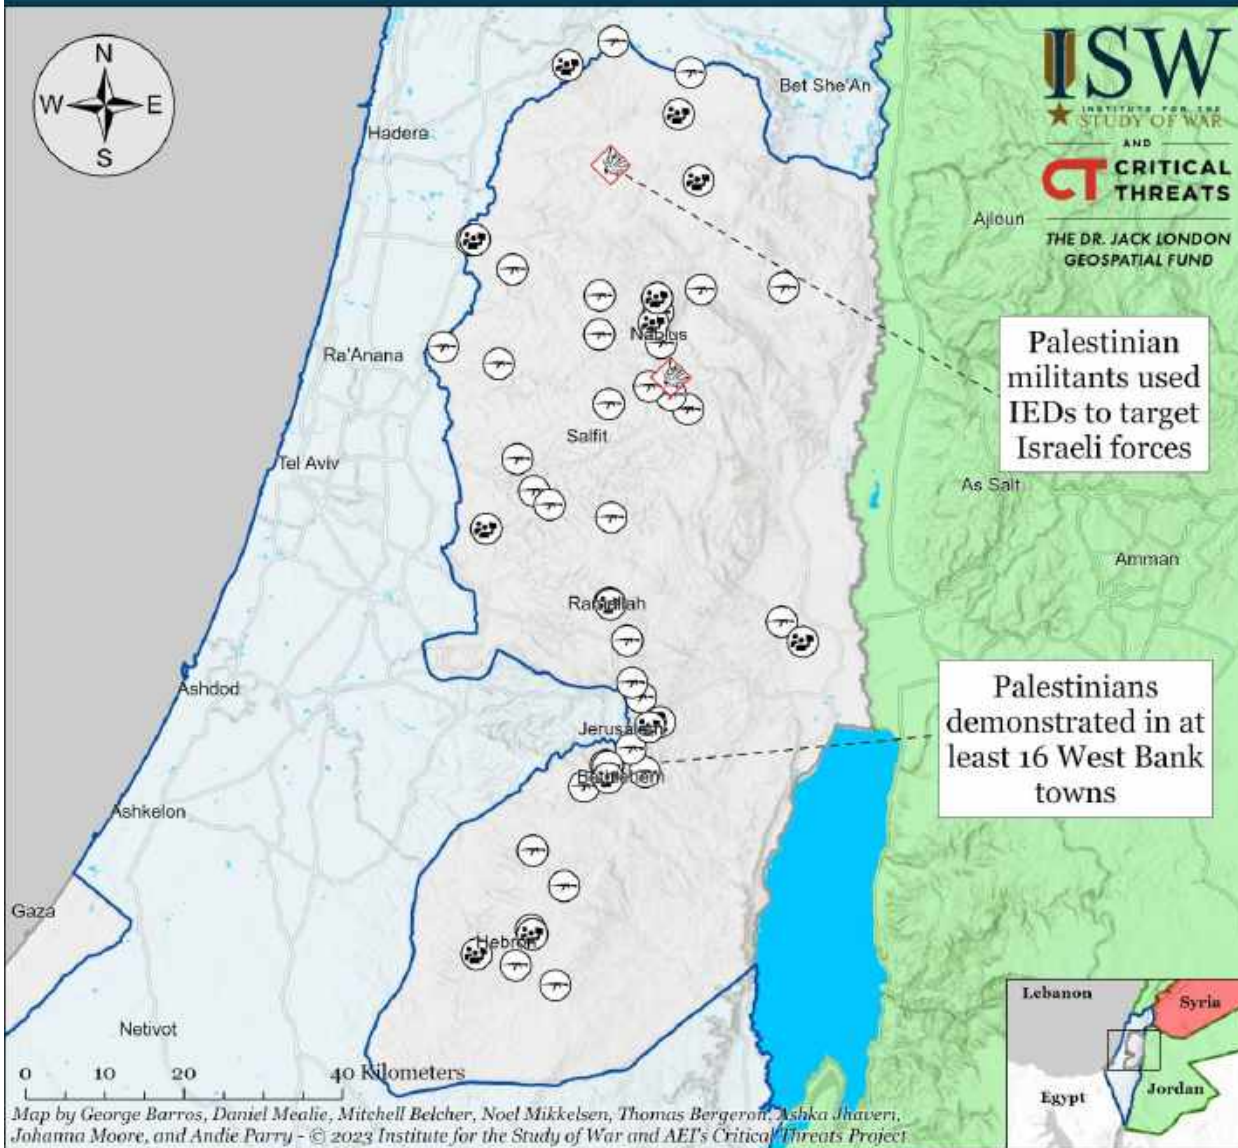 N
W E
S
Hadera
Bet She'An
ISW
INSTITUTE FOR THE
STUDY OF WAR
AND
CT CRITICAL
THREATS
THE DR. JACK LONDON
GEOSPATIAL FUND
Ajloun
Palestinian
militants used
IEDs to target
Israeli forces
Nablus
Ra'Anana
Salfit
Tel Aviv
As Salt
Amman
Ramallah
Ashdod
Jerusalem
Palestinians
demonstrated in at
least 16 West Bank
towns
Bethlehem
Ashkelon
Gaza
Hebron
Netivot
Lebanon
Syria
Egypt
Jordan
0 10 20 40 Kilometers
Map by George Barros, Daniel Mealie, Mitchell Belcher, Noel Mikkelsen, Thomas Bergeron, Ashka Jhaveri,
Johanna Moore, and Andie Parry - © 2023 Institute for the Study of War and AEI's Critical Threats Project